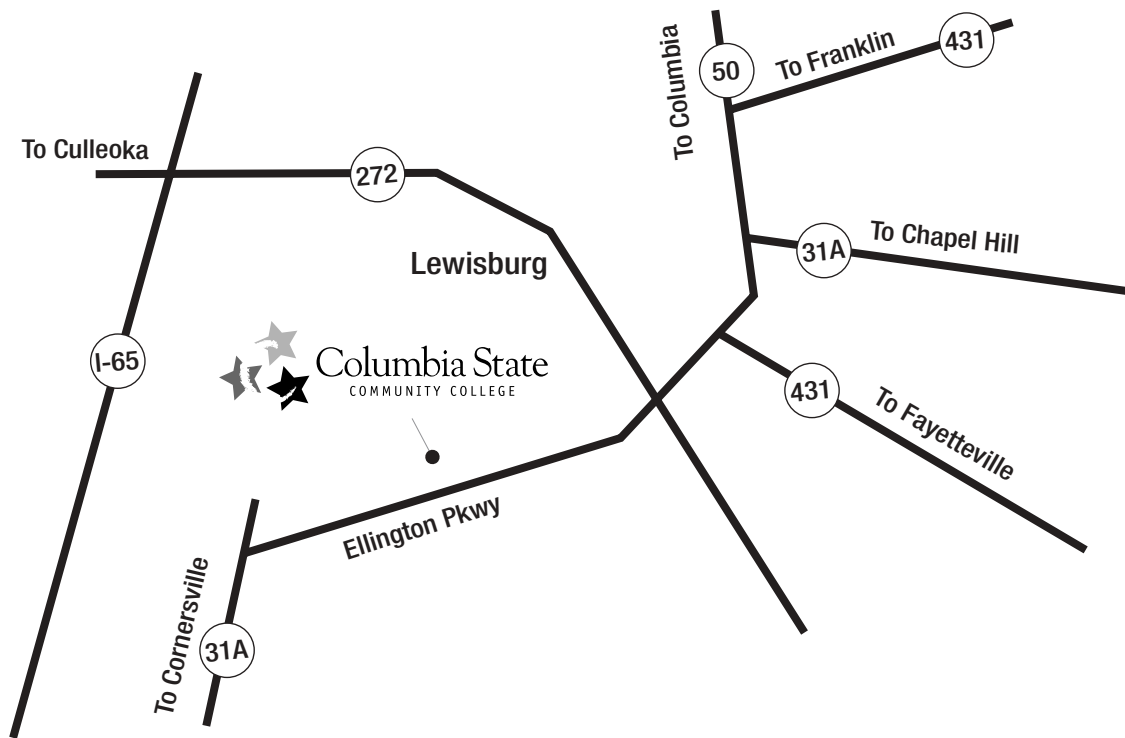 To Columbia
50
To Franklin
431
To Culleoka
272
31A
To Chapel Hill
Lewisburg
I-65
Columbia State
COMMUNITY COLLEGE
431
To Fayetteville
Ellington Pkwy
To Cornersville
31A